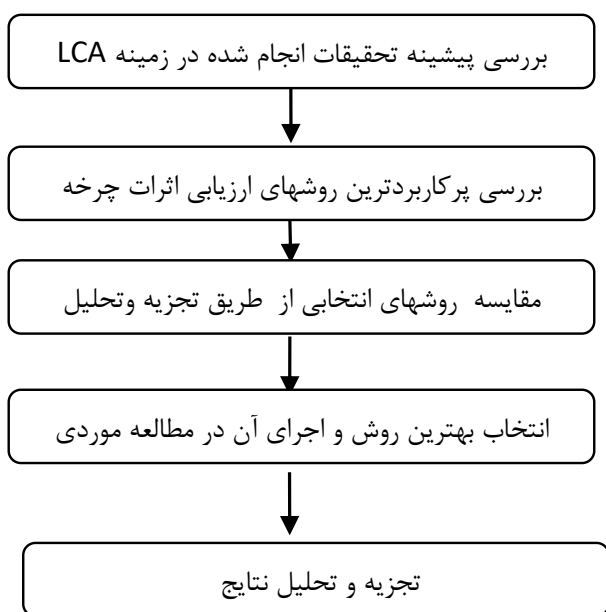 بررسی پیشینه تحقیقات انجام شده در زمینه LCA
بررسی پرکاربردترین روشهای ارزیابی اثرات چرخه
مقایسه روشهای انتخابی از طریق تجزیه وتحلیل
انتخاب بهترین روش و اجرای آن در مطالعه موردی
تجزیه و تحلیل نتایج